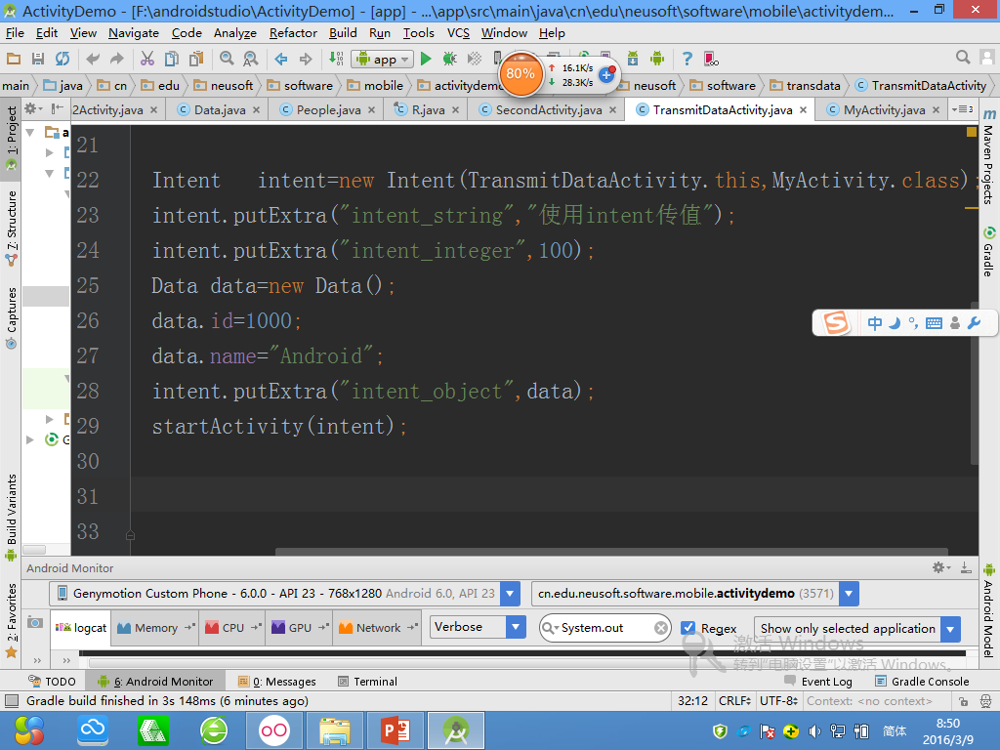 ActivityDemo - [F:\androidstudio\ActivityDemo] - [app] - ...\app\src\main\java\cn\edu\neusoft\software\mobile\activitydem...
File Edit View Navigate Code Analyze Refactor Build Run Tools VCS Window Help
app
80% 16.1K/s
28.3K/s
main java cn edu neusoft software mobile activitydemo neusoft software transdata TransmitDataActivity
2Activity.java Data.java People.java R.java SecondActivity.java TransmitDataActivity.java MyActivity.java 3
1: Project
Z: Structure
Captures
Build Variants
2: Favorites
Maven Projects
Gradle
Android Model
a
G
21
22 Intent intent=new Intent(TransmitDataActivity.this,MyActivity.class);
23 intent.putExtra("intent_string","使用intent传值");
24 intent.putExtra("intent_integer",100);
25 Data data=new Data();
26 data.id=1000;
27 data.name="Android";
28 intent.putExtra("intent_object",data);
29 startActivity(intent);
30
31
33
S 中
Android Monitor
Genymotion Custom Phone - 6.0.0 - API 23 - 768x1280 Android 6.0, API 23 cn.edu.neusoft.software.mobile.activitydemo (3571)
logcat Memory CPU GPU Network Verbose System.out Regex Show only selected application
激活 Windows
转到"电脑设置"以激活 Windows。
TODO 6: Android Monitor 0: Messages Terminal Event Log Gradle Console
Gradle build finished in 3s 148ms (6 minutes ago) 32:12 CRLF UTF-8 Context: <no context>
简体 8:50
2016/3/9